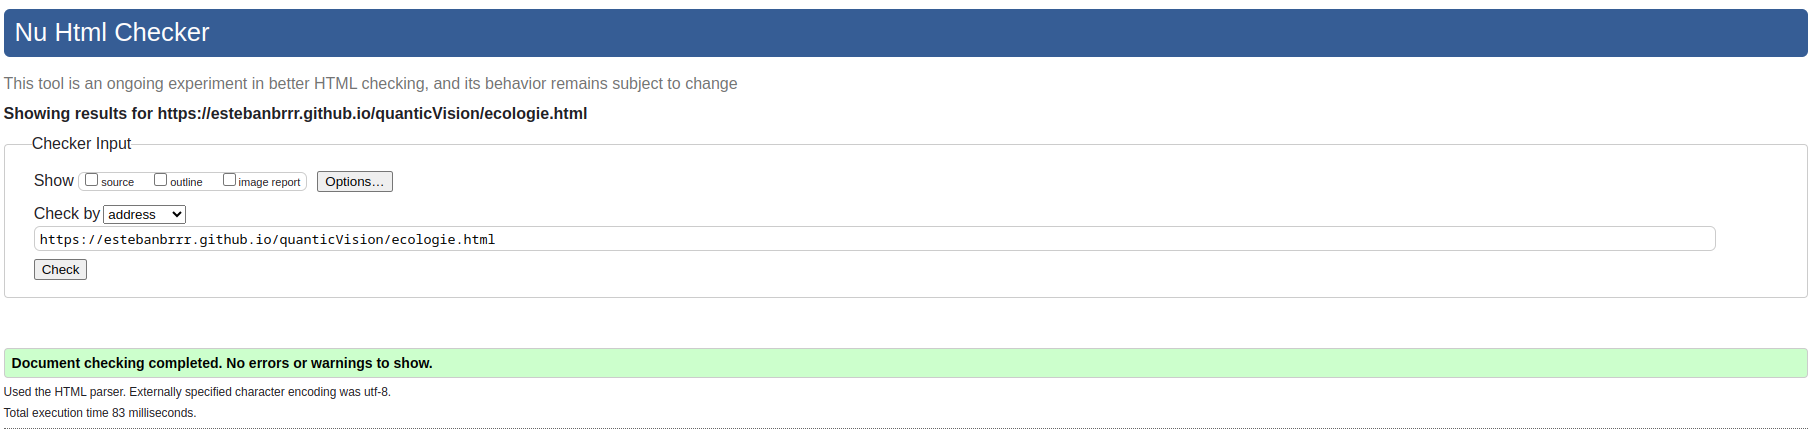 Nu Html Checker
This tool is an ongoing experiment in better HTML checking, and its behavior remains subject to change
Showing results for https://estebanbrrr.github.io/quanticVision/ecologie.html
Checker Input
Show source outline image report Options…
Check by address
https://estebanbrrr.github.io/quanticVision/ecologie.html
Check
Document checking completed. No errors or warnings to show.
Used the HTML parser. Externally specified character encoding was utf-8.
Total execution time 83 milliseconds.